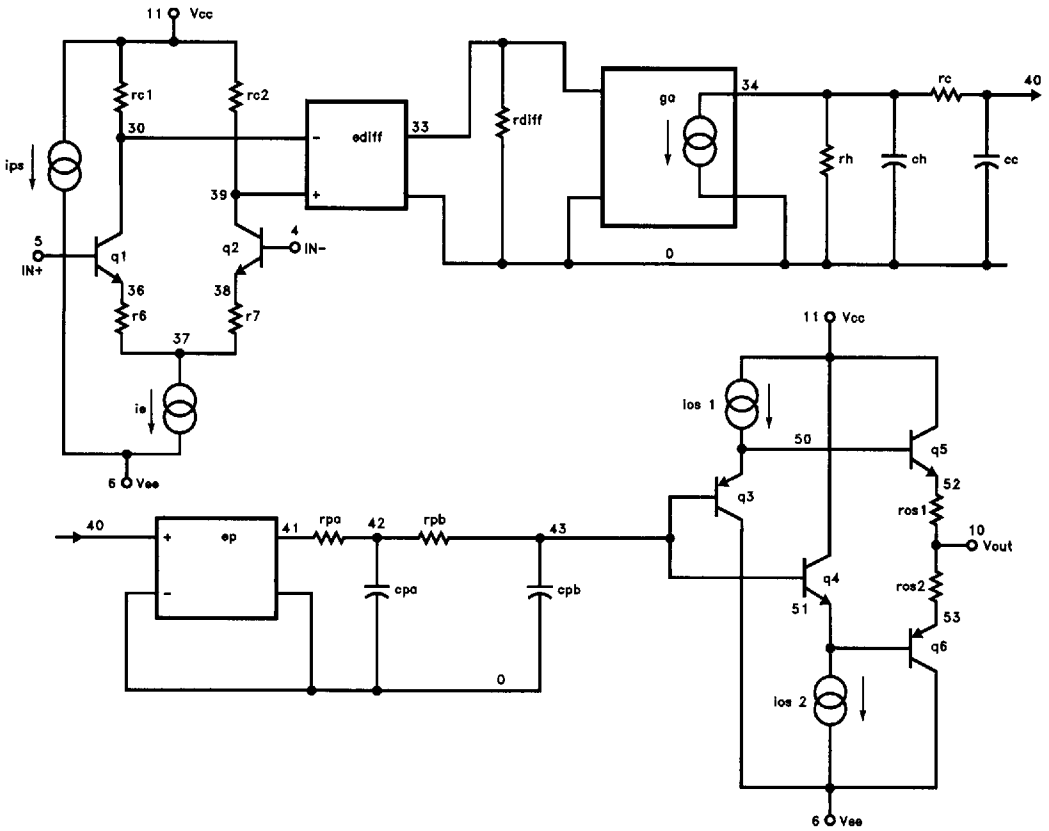 11 Vcc
rc1
rc2
30
33
ediff
-
+
39
rdiff
ga
34
rc
40
rh
ch
cc
ips
5
IN+
q1
q2
4
IN-
36
38
r6
r7
37
ie
0
6 Vee
11 Vcc
ios 1
50
q5
52
q3
ros1
10
Vout
40
+
ep
-
41
rpa
42
rpb
43
cpa
cpb
q4
51
ros2
53
q6
0
ios 2
6 Vee